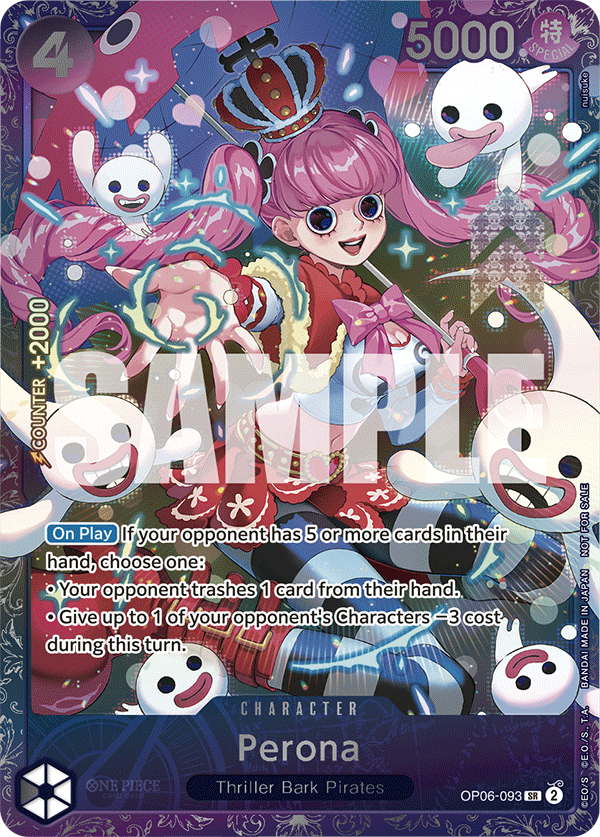 4
5000
特
SPECIAL
nuisuke
COUNTER +2000
SAMPLE
On Play If your opponent has 5 or more cards in their
hand, choose one:
• Your opponent trashes 1 card from their hand.
• Give up to 1 of your opponent's Characters −3 cost
during this turn.
CHARACTER
Perona
Thriller Bark Pirates
ONE PIECE
CARD GAME
OP06-093 SR 2
©E.O./S. ©E.O./S., T.A. BANDAI MADE IN JAPAN NOT FOR SALE